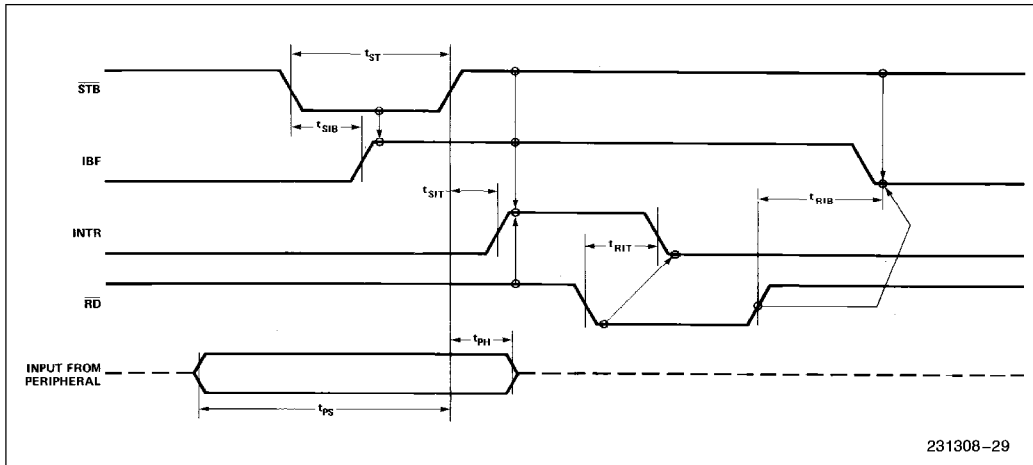 tST
STB
tSIB
IBF
tSIT
tRIB
INTR
tRIT
RD
tPH
INPUT FROM
PERIPHERAL
tPS
231308–29